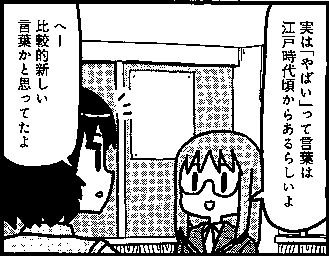 実は「やばい」って言葉は
江戸時代頃からあるらしいよ
へー
比較的新しい
言葉かと思ってたよ